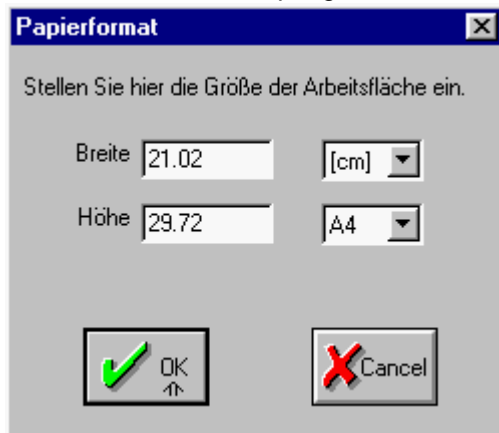 Papierformat
Stellen Sie hier die Größe der Arbeitsfläche ein.
Breite 21.02 [cm]
Höhe 29.72 A4
OK Cancel